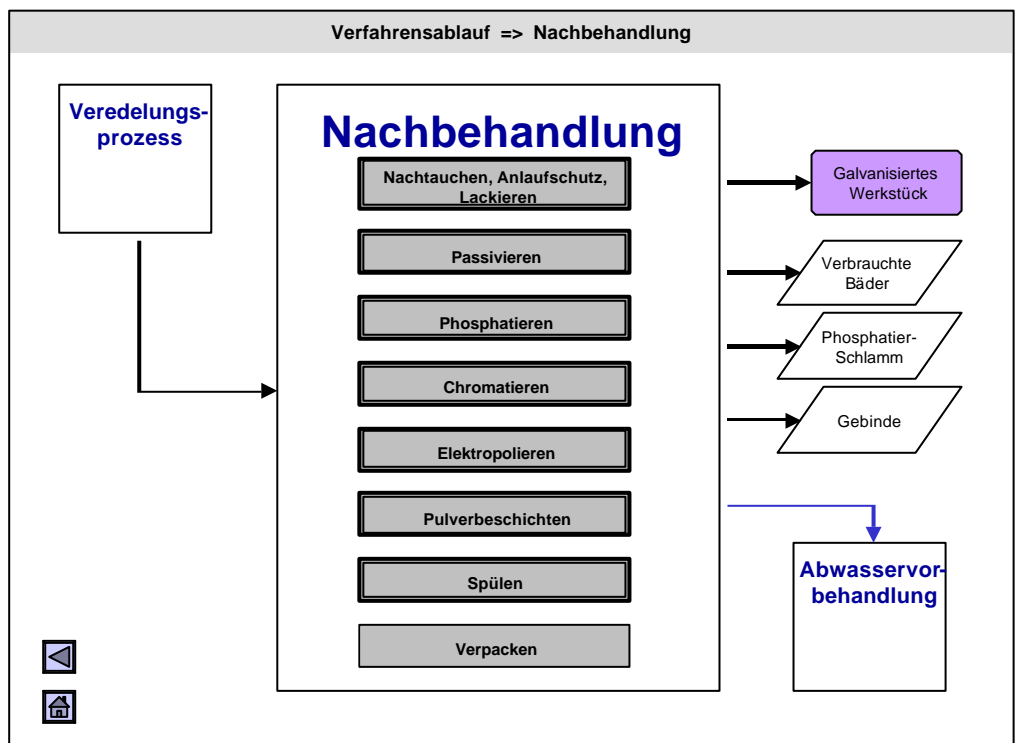 Verfahrensablauf => Nachbehandlung
Veredelungs-
prozess
Nachbehandlung
Nachtauchen, Anlaufschutz,
Lackieren
Passivieren
Phosphatieren
Chromatieren
Elektropolieren
Pulverbeschichten
Spülen
Verpacken
Galvanisiertes
Werkstück
Verbrauchte
Bäder
Phosphatier-
Schlamm
Gebinde
Abwasservor-
behandlung